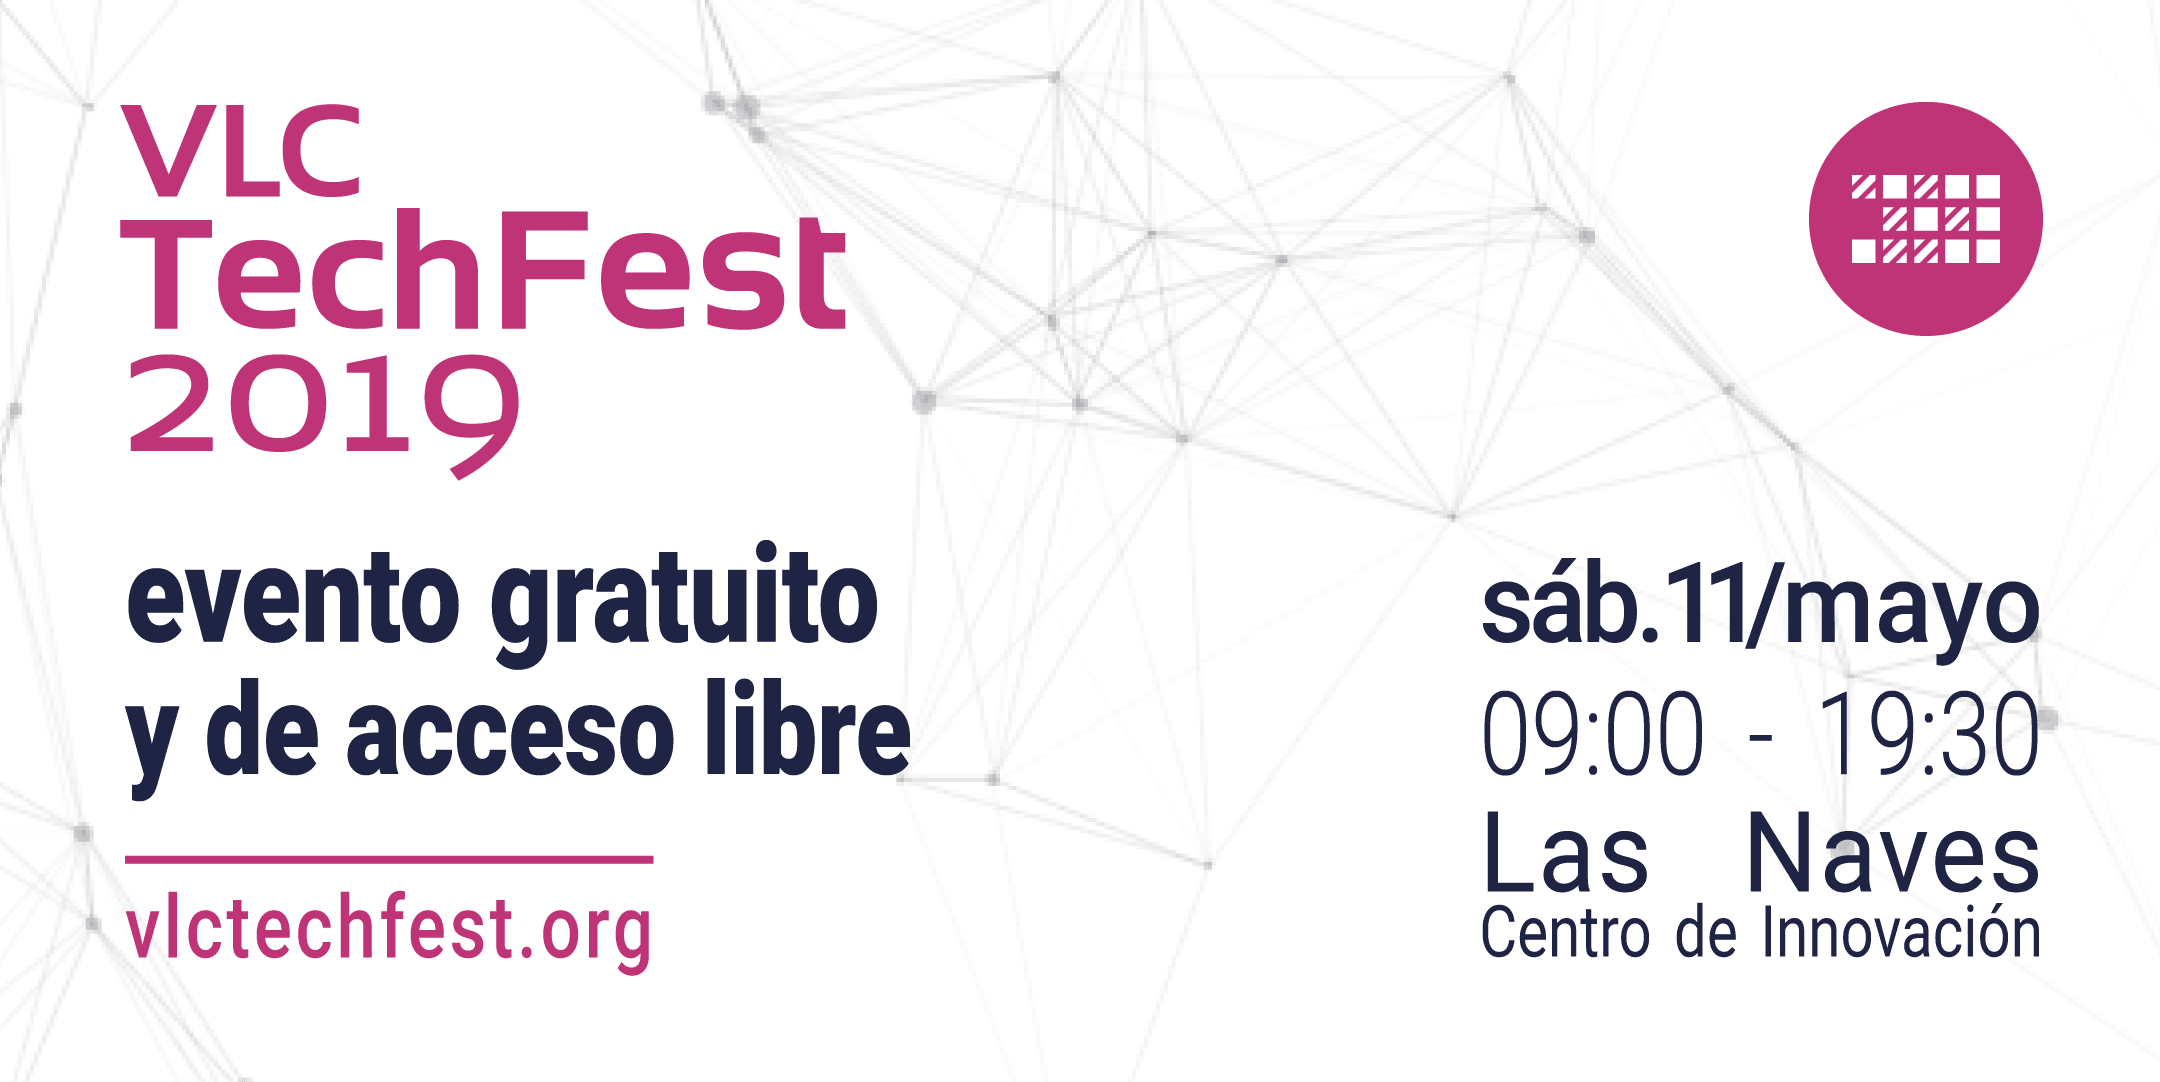 VLC
TechFest
2019
evento gratuito
y de acceso libre
vlctechfest.org
sáb.11/mayo
09:00 - 19:30
Las Naves
Centro de Innovación